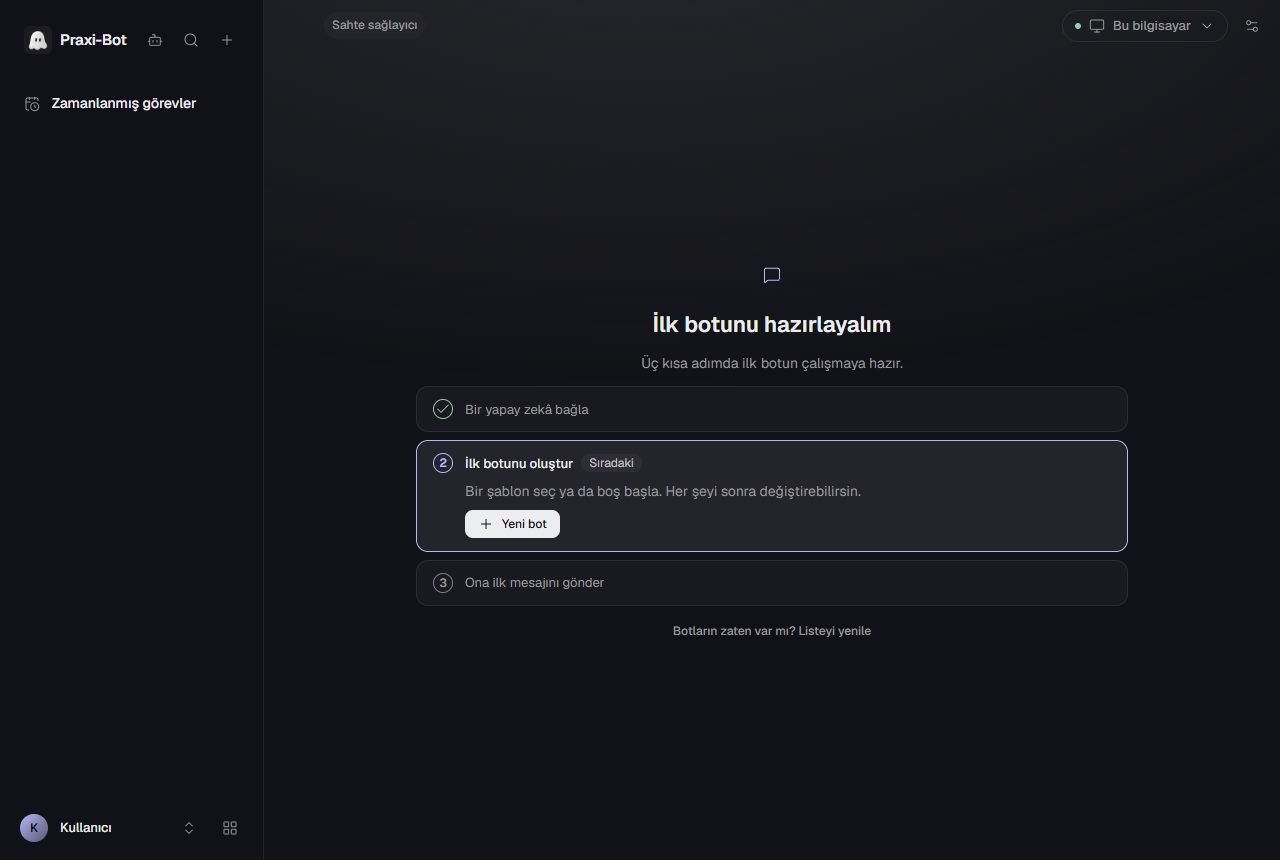 Praxi-Bot
Zamanlanmış görevler
Sahte sağlayıcı
Bu bilgisayar
İlk botunu hazırlayalım
Üç kısa adımda ilk botun çalışmaya hazır.
Bir yapay zekâ bağla
2 İlk botunu oluştur Sıradaki
Bir şablon seç ya da boş başla. Her şeyi sonra değiştirebilirsin.
Yeni bot
3 Ona ilk mesajını gönder
Botların zaten var mı? Listeyi yenile
K Kullanıcı